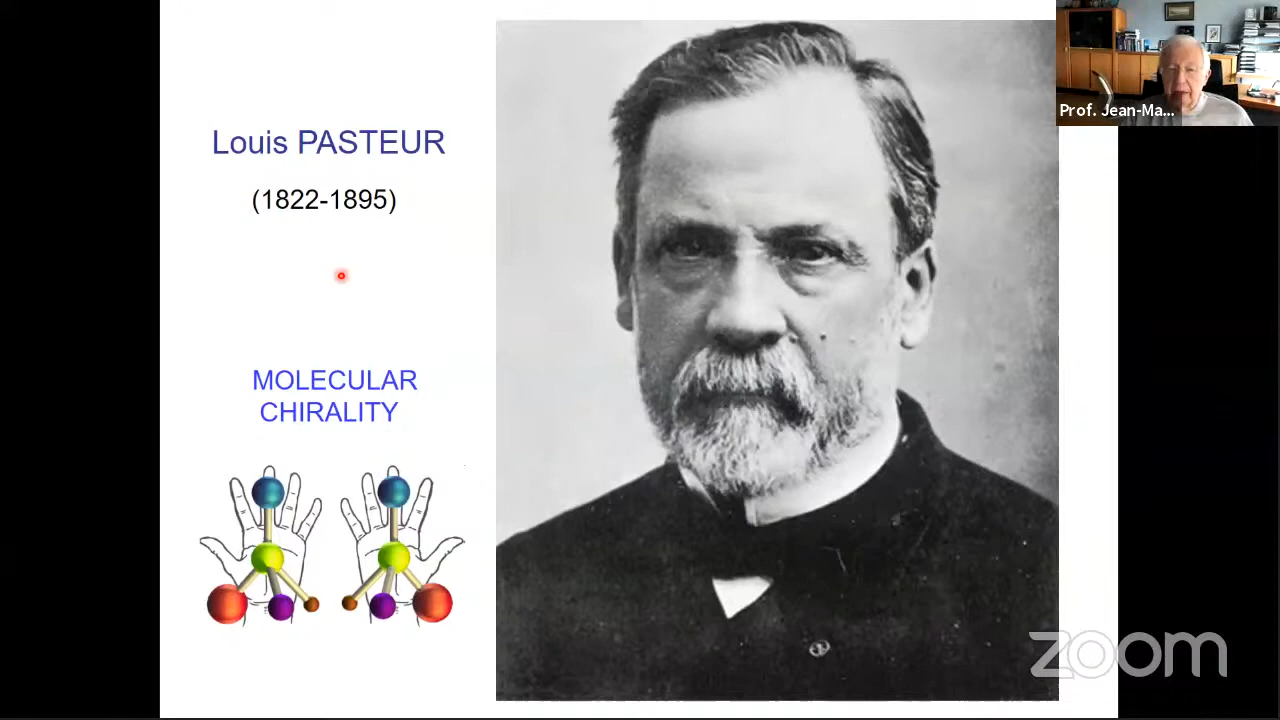 Louis PASTEUR
(1822-1895)
MOLECULAR
CHIRALITY
Prof. Jean-Ma...
zoom